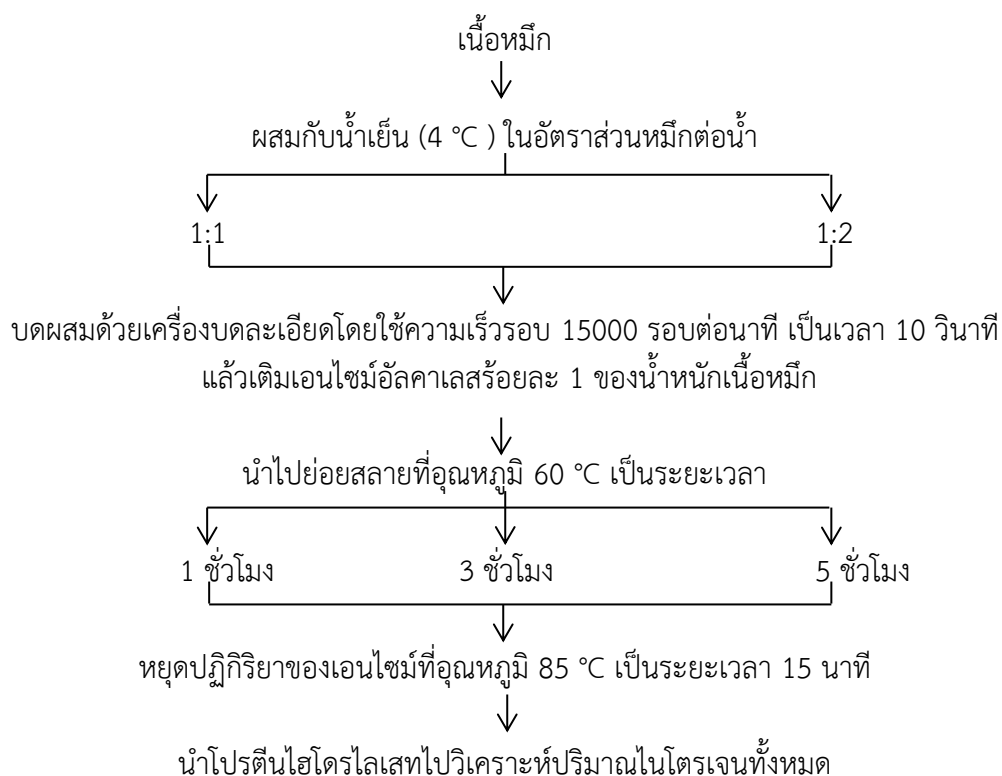 เนื้อหมึก
ผสมกับน้ำเย็น (4 °C ) ในอัตราส่วนหมึกต่อน้ำ
1:1 1:2
บดผสมด้วยเครื่องบดละเอียดโดยใช้ความเร็วรอบ 15000 รอบต่อนาที เป็นเวลา 10 วินาที
แล้วเติมเอนไซม์อัลคาเลสร้อยละ 1 ของน้ำหนักเนื้อหมึก
นำไปย่อยสลายที่อุณหภูมิ 60 °C เป็นระยะเวลา
1 ชั่วโมง 3 ชั่วโมง 5 ชั่วโมง
หยุดปฏิกิริยาของเอนไซม์ที่อุณหภูมิ 85 °C เป็นระยะเวลา 15 นาที
นำโปรตีนไฮโดรไลเสทไปวิเคราะห์ปริมาณไนโตรเจนทั้งหมด